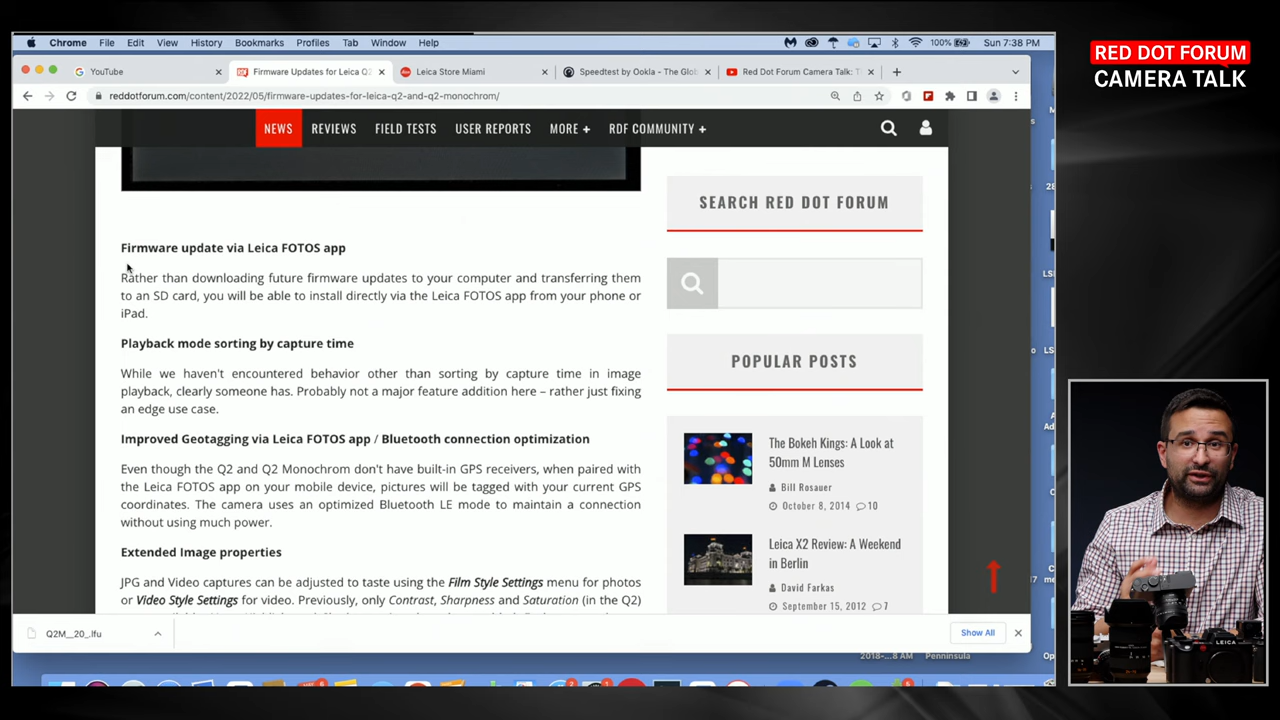 RED DOT FORUM
CAMERA TALK
Chrome File Edit View History Bookmarks Profiles Tab Window Help 100% Sun 7:38 PM
YouTube
Firmware Updates for Leica Q2
Leica Store Miami
Speedtest by Ookla - The Glo
Red Dot Forum Camera Talk: T
reddotforum.com/content/2022/05/firmware-updates-for-leica-q2-and-q2-monochrom/
NEWS REVIEWS FIELD TESTS USER REPORTS MORE + RDF COMMUNITY +
Firmware update via Leica FOTOS app
Rather than downloading future firmware updates to your computer and transferring them
to an SD card, you will be able to install directly via the Leica FOTOS app from your phone or
iPad.
Playback mode sorting by capture time
While we haven't encountered behavior other than sorting by capture time in image
playback, clearly someone has. Probably not a major feature addition here – rather just fixing
an edge use case.
Improved Geotagging via Leica FOTOS app / Bluetooth connection optimization
Even though the Q2 and Q2 Monochrom don't have built-in GPS receivers, when paired with
the Leica FOTOS app on your mobile device, pictures will be tagged with your current GPS
coordinates. The camera uses an optimized Bluetooth LE mode to maintain a connection
without using much power.
Extended Image properties
JPG and Video captures can be adjusted to taste using the Film Style Settings menu for photos
or Video Style Settings for video. Previously, only Contrast, Sharpness and Saturation (in the Q2)
SEARCH RED DOT FORUM
POPULAR POSTS
The Bokeh Kings: A Look at
50mm M Lenses
Bill Rosauer
October 8, 2014 10
Leica X2 Review: A Weekend
in Berlin
David Farkas
September 15, 2012 7
Q2M__20_.lfu
Show All
2018-...8 AM Penninsula
LEICA